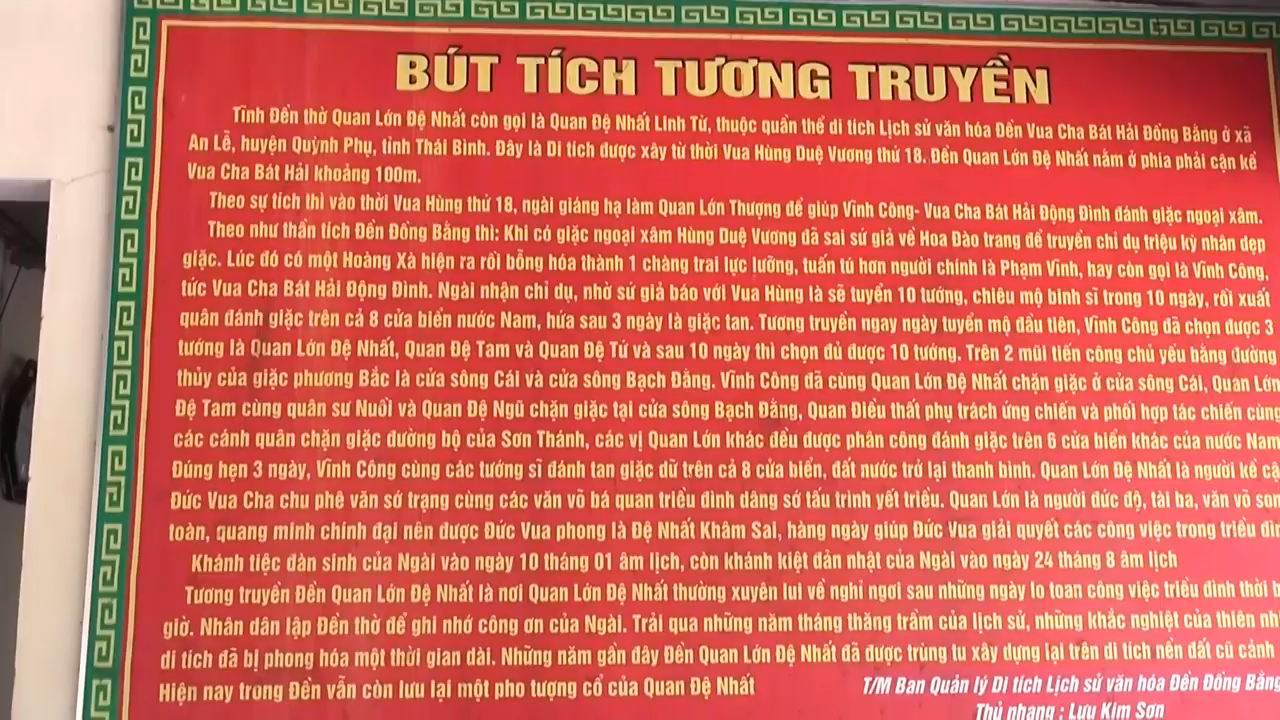 BÚT TÍCH TƯƠNG TRUYỀN
Tĩnh Đền thờ Quan Lớn Đệ Nhất còn gọi là Quan Đệ Nhất Linh Từ, thuộc quần thể di tích Lịch sử văn hóa Đền Vua Cha Bát Hải Đồng Bằng ở xã
An Lễ, huyện Quỳnh Phụ, tỉnh Thái Bình. Đây là Di tích được xây từ thời Vua Hùng Duệ Vương thứ 18. Đền Quan Lớn Đệ Nhất nằm ở phía phải cận kề
Vua Cha Bát Hải khoảng 100m.
Theo sự tích thì vào thời Vua Hùng thứ 18, ngài giáng hạ làm Quan Lớn Thượng để giúp Vĩnh Công- Vua Cha Bát Hải Động Đình đánh giặc ngoại xâm.
Theo như thần tích Đền Đồng Bằng thì: Khi có giặc ngoại xâm Hùng Duệ Vương đã sai sứ giả về Hoa Đào trang để truyền chỉ dụ triệu kỳ nhân dẹp
giặc. Lúc đó có một Hoàng Xà hiện ra rồi bỗng hóa thành 1 chàng trai lực lưỡng, tuấn tú hơn người chính là Phạm Vĩnh, hay còn gọi là Vĩnh Công,
tức Vua Cha Bát Hải Động Đình. Ngài nhận chỉ dụ, nhờ sứ giả báo với Vua Hùng là sẽ tuyển 10 tướng, chiêu mộ binh sĩ trong 10 ngày, rồi xuất
quân đánh giặc trên cả 8 cửa biển nước Nam, hứa sau 3 ngày là giặc tan. Tương truyền ngay ngày tuyển mộ đầu tiên, Vĩnh Công đã chọn được 3
tướng là Quan Lớn Đệ Nhất, Quan Đệ Tam và Quan Đệ Tứ và sau 10 ngày thì chọn đủ được 10 tướng. Trên 2 mũi tiến công chủ yếu bằng đường
thủy của giặc phương Bắc là cửa sông Cái và cửa sông Bạch Đằng. Vĩnh Công đã cùng Quan Lớn Đệ Nhất chặn giặc ở cửa sông Cái, Quan Lớn
Đệ Tam cùng quân sư Nuồi và Quan Đệ Ngũ chặn giặc tại cửa sông Bạch Đằng, Quan Điều thất phụ trách ứng chiến và phối hợp tác chiến cùng
các cánh quân chặn giặc đường bộ của Sơn Thánh, các vị Quan Lớn khác đều được phân công đánh giặc trên 6 cửa biển khác của nước Nam
Đúng hẹn 3 ngày, Vĩnh Công cùng các tướng sĩ đánh tan giặc dữ trên cả 8 cửa biển, đất nước trở lại thanh bình. Quan Lớn Đệ Nhất là người kề
Đức Vua Cha chu phê văn sớ trạng cùng các văn võ bá quan triều đình dâng sớ tấu trình yết triều. Quan Lớn là người đức độ, tài ba, văn võ
toàn, quang minh chính đại nên được Đức Vua phong là Đệ Nhất Khâm Sai, hàng ngày giúp Đức Vua giải quyết các công việc trong triều
Khánh tiệc đàn sinh của Ngài vào ngày 10 tháng 01 âm lịch, còn khánh kiệt đản nhật của Ngài vào ngày 24 tháng 8 âm lịch
Tương truyền Đền Quan Lớn Đệ Nhất là nơi Quan Lớn Đệ Nhất thường xuyên lui về nghỉ ngơi sau những ngày lo toan công việc triều đình thời
giờ. Nhân dân lập Đền thờ để ghi nhớ công ơn của Ngài. Trải qua những năm tháng thăng trầm của lịch sử, những khắc nghiệt của thiên
di tích đã bị phong hóa một thời gian dài. Những năm gần đây Đền Quan Lớn Đệ Nhất đã được trùng tu xây dựng lại trên di tích nền đất cũ cảnh
Hiện nay trong Đền vẫn còn lưu lại một pho tượng cổ của Quan Đệ Nhất
T/M Ban Quản lý Di tích Lịch sử văn hóa Đền Đồng Bằng
Thủ nhang : Lưu Kim Sơn